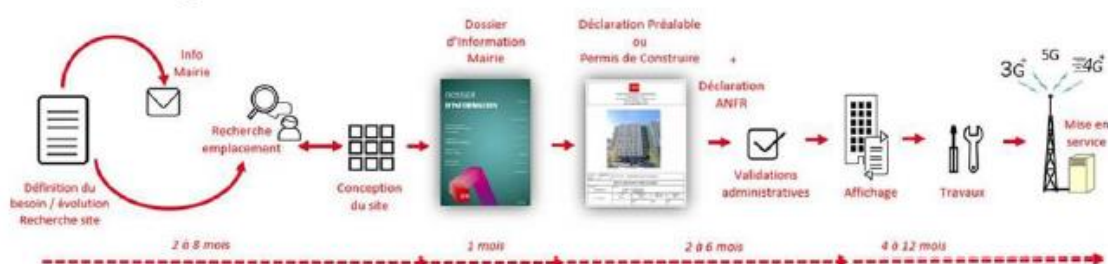 Info
Mairie
Définition du
besoin / évolution
Recherche site
Recherche
emplacement
Conception
du site
Dossier
d'Information
Mairie
DOSSIER
D'INFORMATION
Déclaration Préalable
ou
Permis de Construire
+
Déclaration
ANFR
Validations
administratives
Affichage
Travaux
3G+
5G
4G+
Mise en
service
2 à 8 mois
1 mois
2 à 6 mois
4 à 12 mois